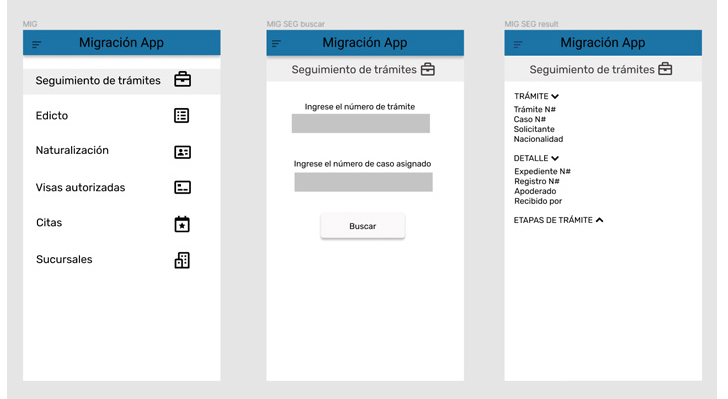 MIG
Migración App
Seguimiento de trámites
Edicto
Naturalización
Visas autorizadas
Citas
Sucursales
MIG SEG buscar
Migración App
Seguimiento de trámites
Ingrese el número de trámite
Ingrese el número de caso asignado
Buscar
MIG SEG result
Migración App
Seguimiento de trámites
TRÁMITE
Trámite N#
Caso N#
Solicitante
Nacionalidad
DETALLE
Expediente N#
Registro N#
Apoderado
Recibido por
ETAPAS DE TRÁMITE